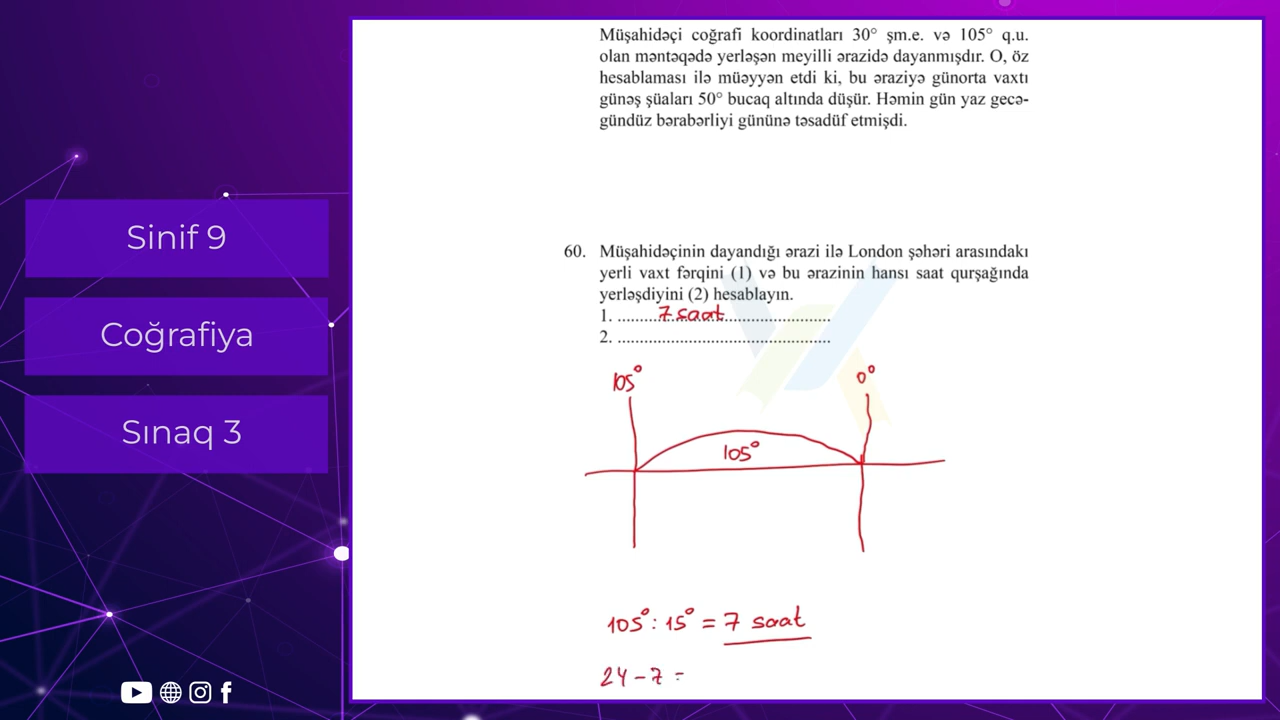 Sinif 9
Coğrafiya
Sınaq 3
Müşahidəçi coğrafi koordinatları 30° şm.e. və 105° q.u.
olan məntəqədə yerləşən meyilli ərazidə dayanmışdır. O, öz
hesablaması ilə müəyyən etdi ki, bu əraziyə günorta vaxtı
günəş şüaları 50° bucaq altında düşür. Həmin gün yaz gecə-
gündüz bərabərliyi gününə təsadüf etmişdi.
60. Müşahidəçinin dayandığı ərazi ilə London şəhəri arasındakı
yerli vaxt fərqini (1) və bu ərazinin hansı saat qurşağında
yerləşdiyini (2) hesablayın.
1. .......7 saat.......
2. ..................................................
105° 0°
105°
105° : 15° = 7 saat
24 - 7 =